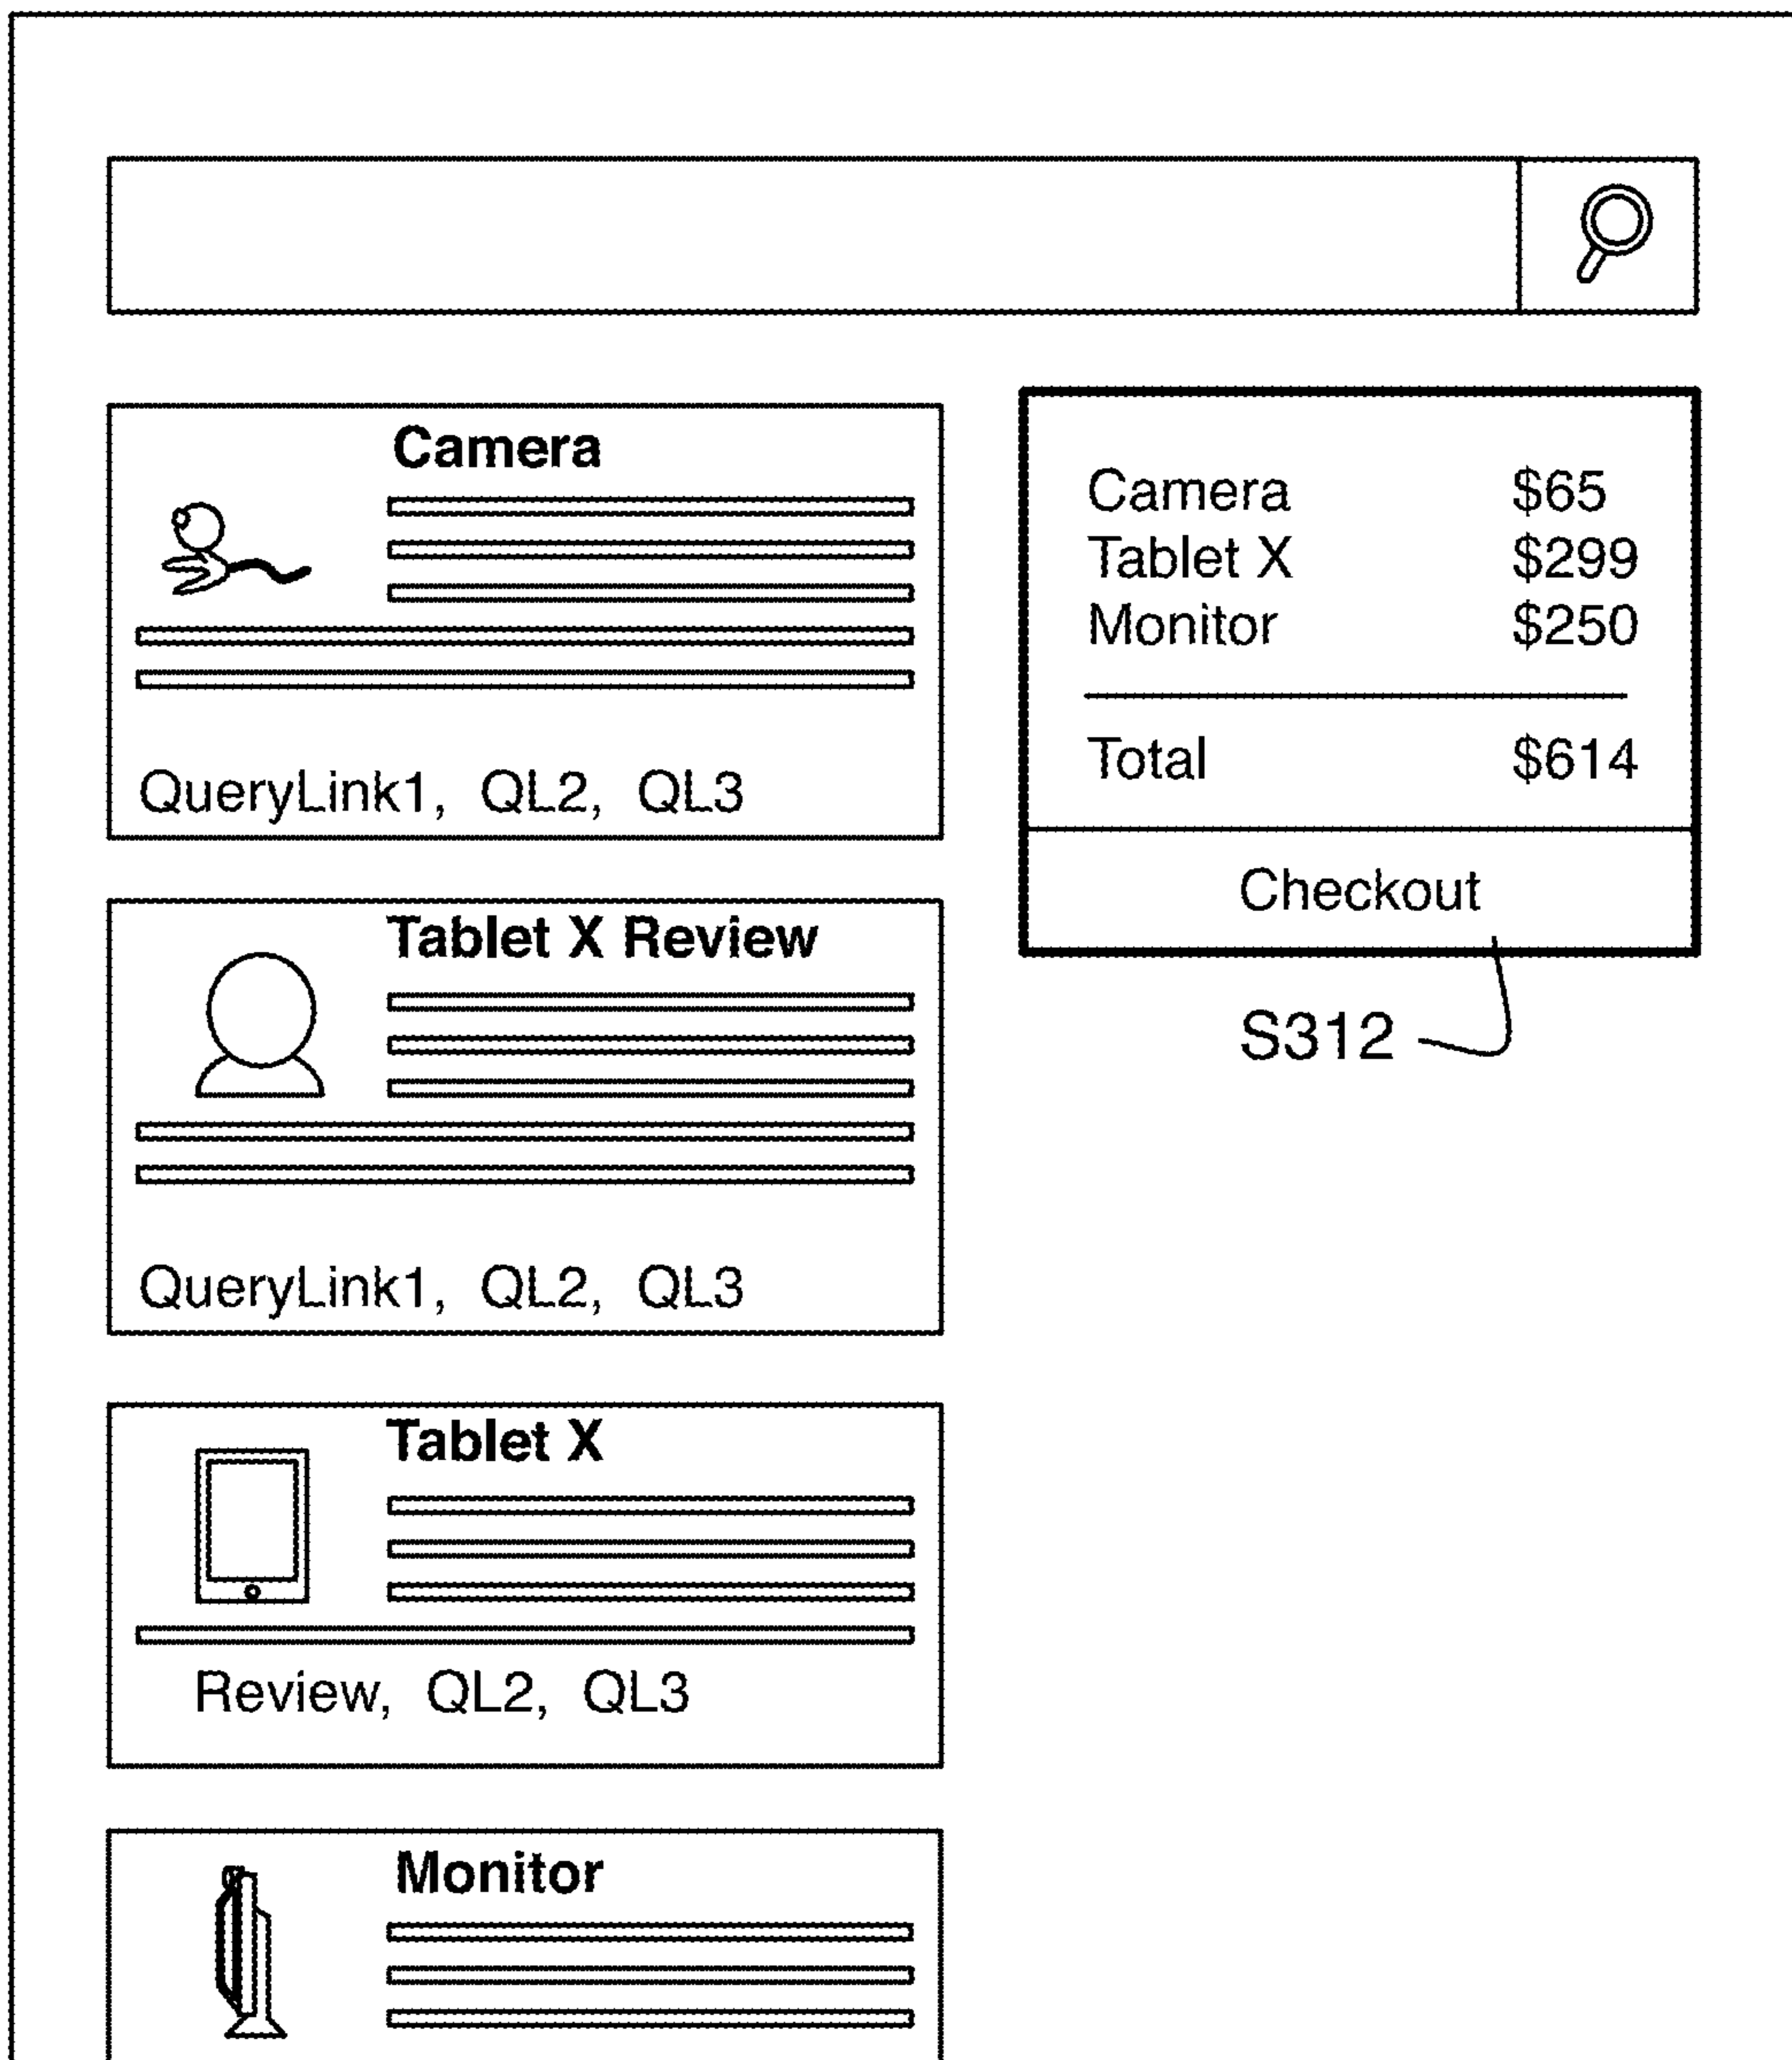 Camera
QueryLink1, QL2, QL3
Tablet X Review
QueryLink1, QL2, QL3
Tablet X
Review, QL2, QL3
Monitor
Camera $65
Tablet X $299
Monitor $250
Total $614
Checkout
S312